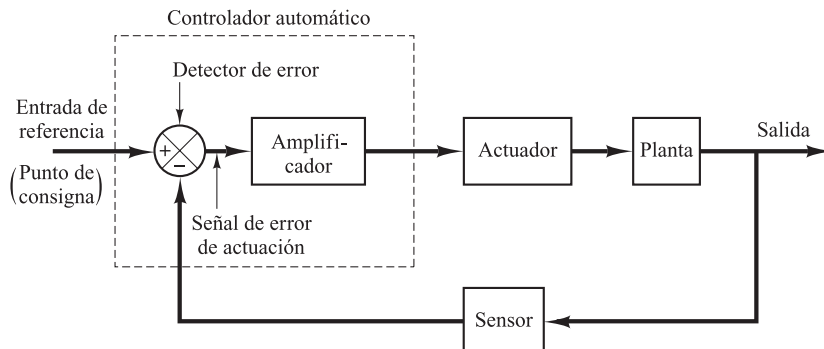 Controlador automático
Detector de error
Entrada de
referencia
(Punto de
consigna)
+
−
Amplifi-
cador
Actuador
Planta
Salida
Señal de error
de actuación
Sensor